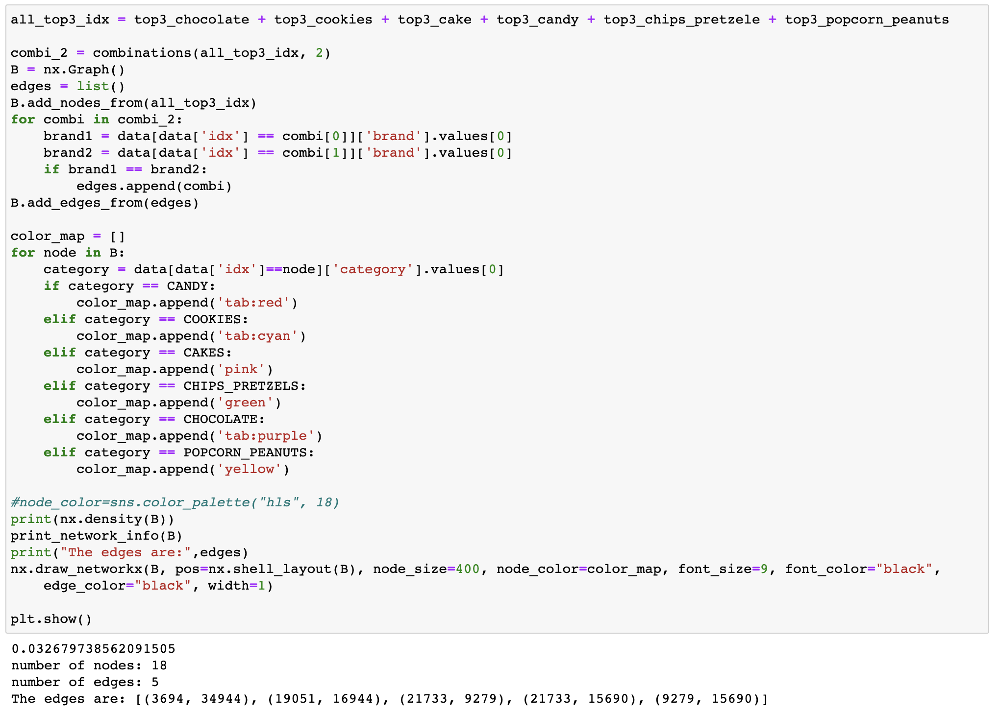 all_top3_idx = top3_chocolate + top3_cookies + top3_cake + top3_candy + top3_chips_pretzele + top3_popcorn_peanuts

combi_2 = combinations(all_top3_idx, 2)
B = nx.Graph()
edges = list()
B.add_nodes_from(all_top3_idx)
for combi in combi_2:
    brand1 = data[data['idx'] == combi[0]]['brand'].values[0]
    brand2 = data[data['idx'] == combi[1]]['brand'].values[0]
    if brand1 == brand2:
        edges.append(combi)
B.add_edges_from(edges)

color_map = []
for node in B:
    category = data[data['idx']==node]['category'].values[0]
    if category == CANDY:
        color_map.append('tab:red')
    elif category == COOKIES:
        color_map.append('tab:cyan')
    elif category == CAKES:
        color_map.append('pink')
    elif category == CHIPS_PRETZELS:
        color_map.append('green')
    elif category == CHOCOLATE:
        color_map.append('tab:purple')
    elif category == POPCORN_PEANUTS:
        color_map.append('yellow')

#node_color=sns.color_palette("hls", 18)
print(nx.density(B))
print_network_info(B)
print("The edges are:",edges)
nx.draw_networkx(B, pos=nx.shell_layout(B), node_size=400, node_color=color_map, font_size=9, font_color="black",
    edge_color="black", width=1)

plt.show()
0.032679738562091505
number of nodes: 18
number of edges: 5
The edges are: [(3694, 34944), (19051, 16944), (21733, 9279), (21733, 15690), (9279, 15690)]